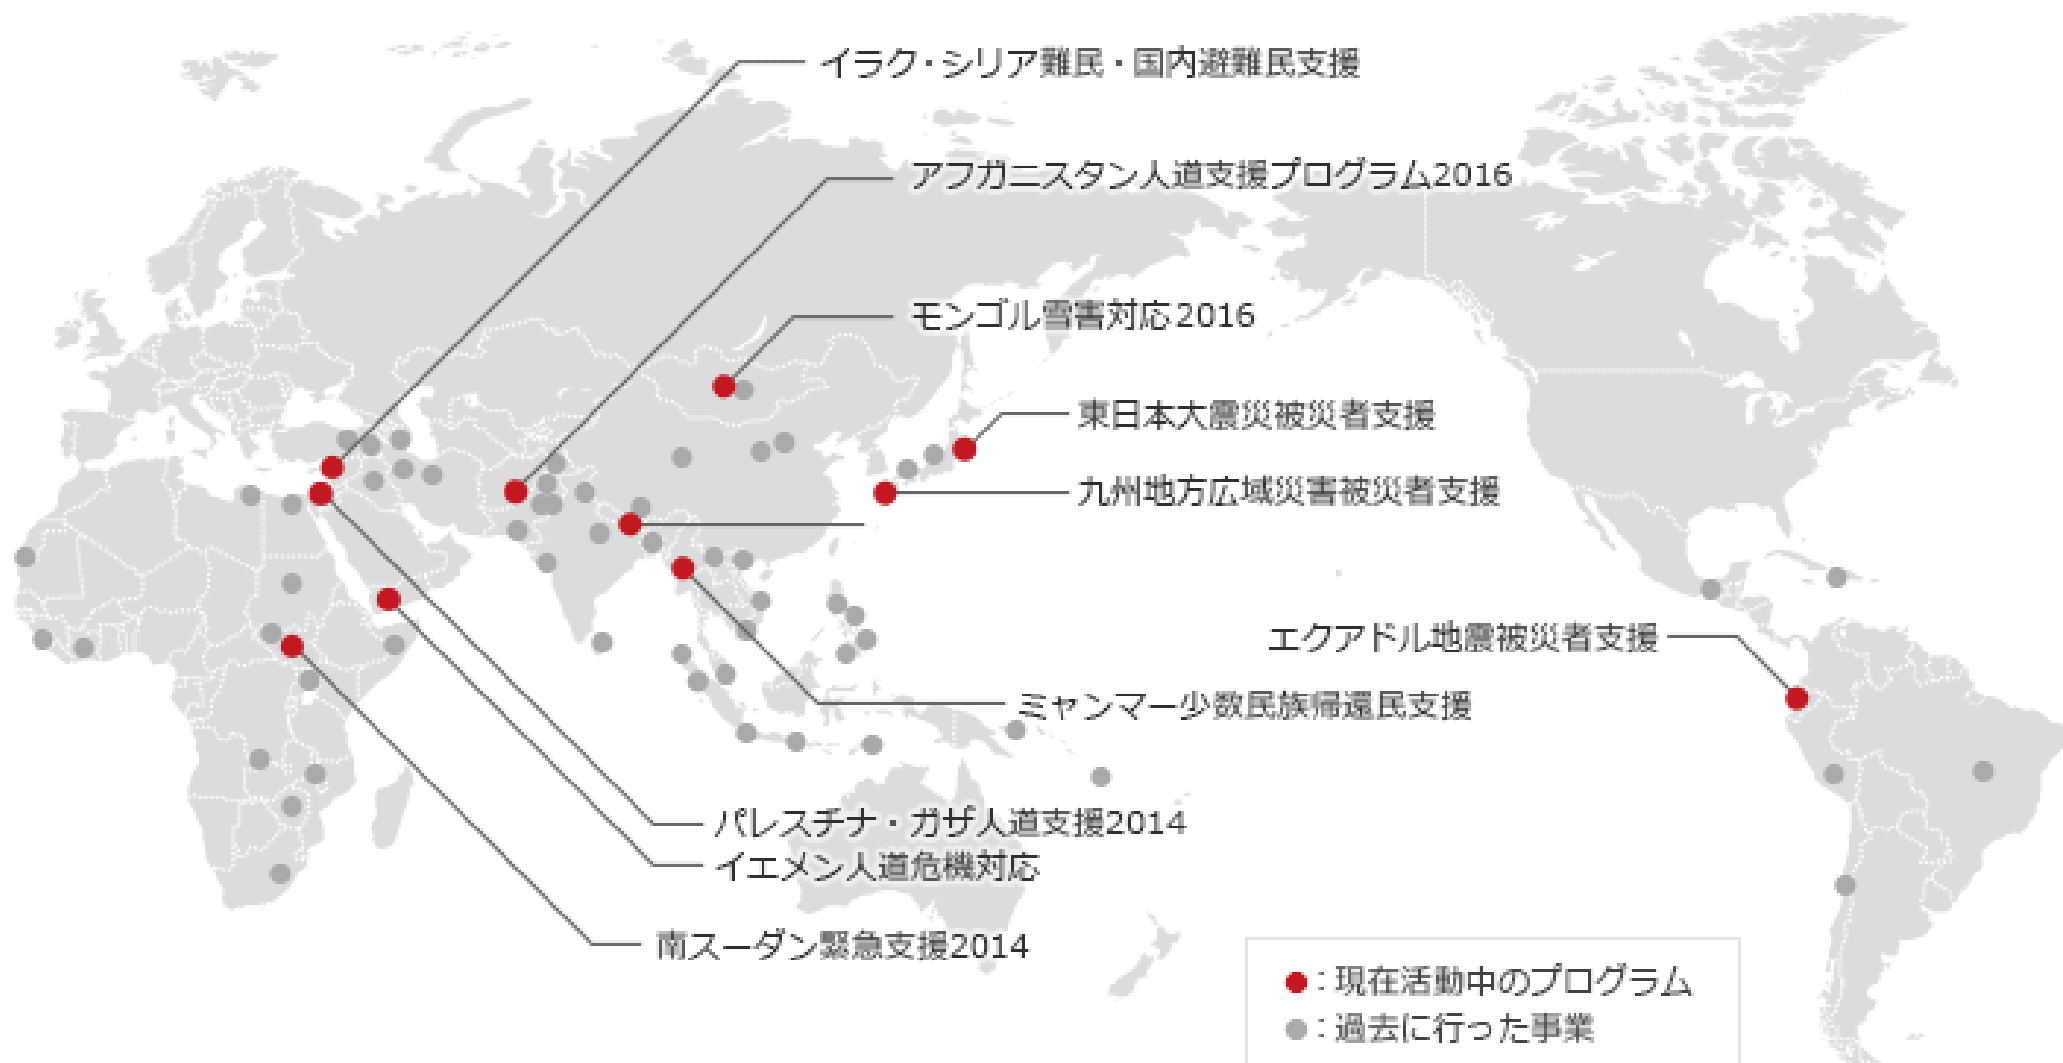 イラク・シリア難民・国内避難民支援
アフガニスタン人道支援プログラム2016
モンゴル雪害対応2016
東日本大震災被災者支援
九州地方広域災害被災者支援
エクアドル地震被災者支援
ミャンマー少数民族帰還民支援
パレスチナ・ガザ人道支援2014
イエメン人道危機対応
南スーダン緊急支援2014
●：現在活動中のプログラム
●：過去に行った事業